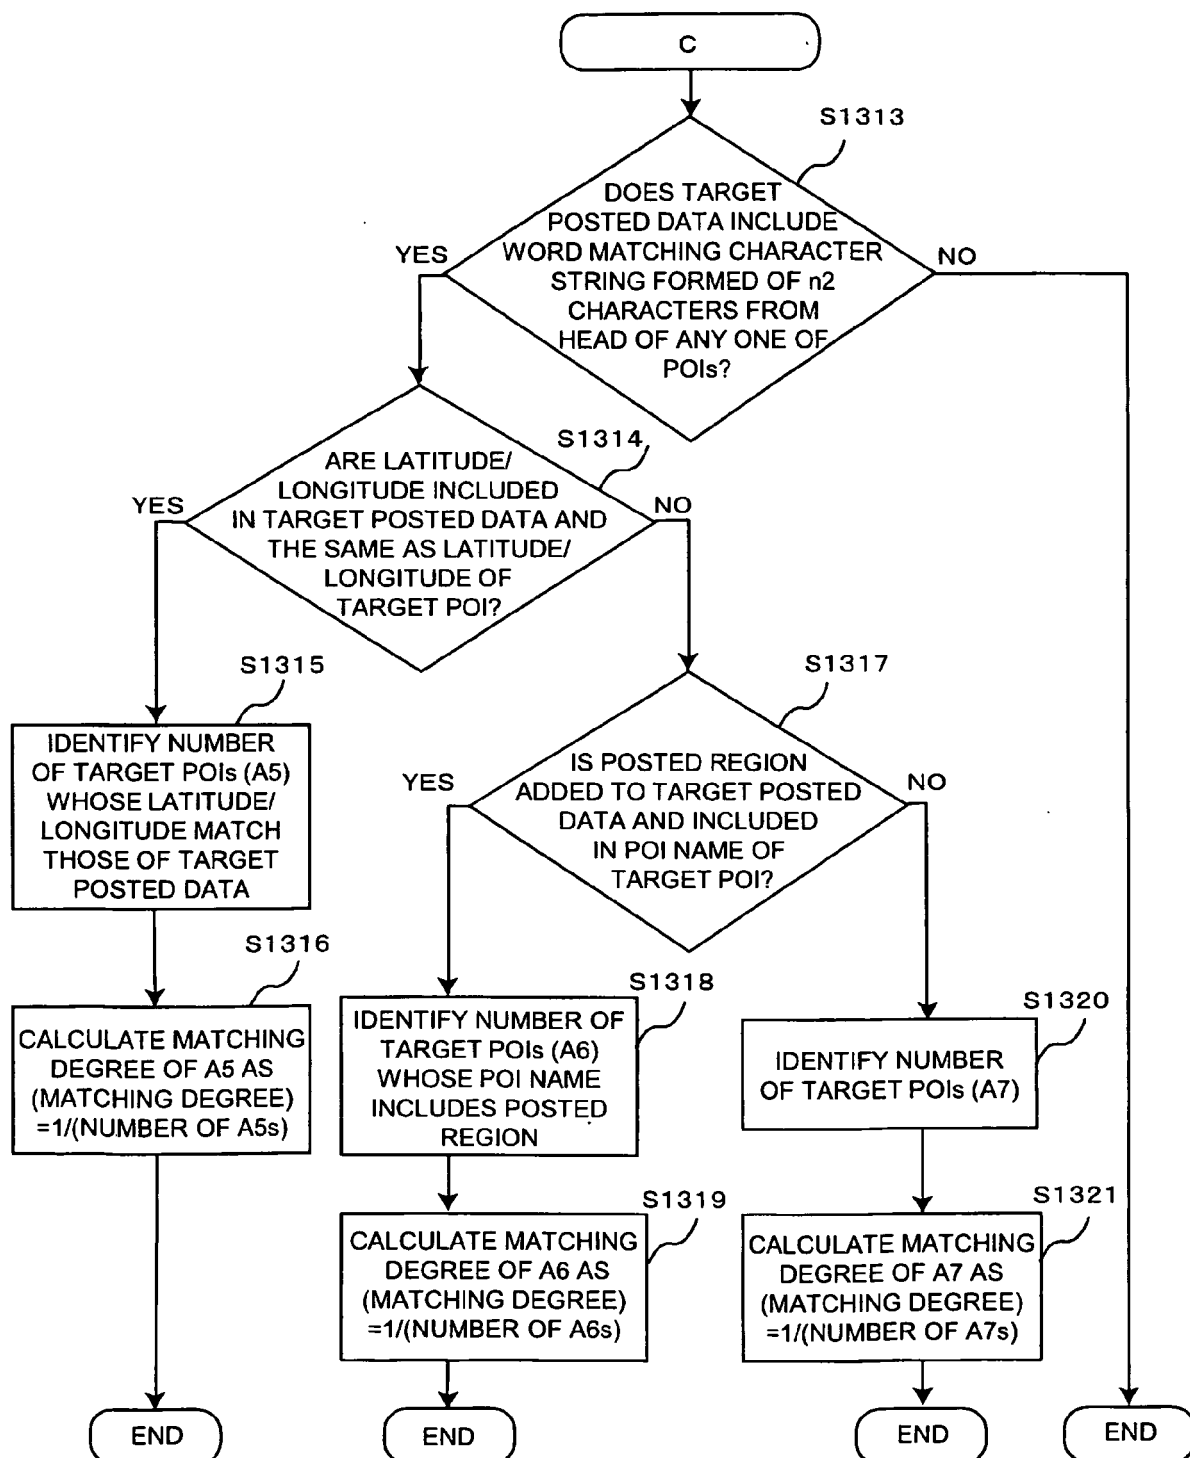 C
S1313
DOES TARGET
POSTED DATA INCLUDE
WORD MATCHING CHARACTER
STRING FORMED OF n2
CHARACTERS FROM
HEAD OF ANY ONE OF
POIs?
YES
NO
S1314
ARE LATITUDE/
LONGITUDE INCLUDED
IN TARGET POSTED DATA AND
THE SAME AS LATITUDE/
LONGITUDE OF
TARGET POI?
YES
NO
S1315
IDENTIFY NUMBER
OF TARGET POIs (A5)
WHOSE LATITUDE/
LONGITUDE MATCH
THOSE OF TARGET
POSTED DATA
S1317
IS POSTED REGION
ADDED TO TARGET POSTED
DATA AND INCLUDED
IN POI NAME OF
TARGET POI?
YES
NO
S1316
CALCULATE MATCHING
DEGREE OF A5 AS
(MATCHING DEGREE)
=1/(NUMBER OF A5s)
S1318
IDENTIFY NUMBER OF
TARGET POIs (A6)
WHOSE POI NAME
INCLUDES POSTED
REGION
S1320
IDENTIFY NUMBER
OF TARGET POIs (A7)
S1319
CALCULATE MATCHING
DEGREE OF A6 AS
(MATCHING DEGREE)
=1/(NUMBER OF A6s)
S1321
CALCULATE MATCHING
DEGREE OF A7 AS
(MATCHING DEGREE)
=1/(NUMBER OF A7s)
END
END
END
END